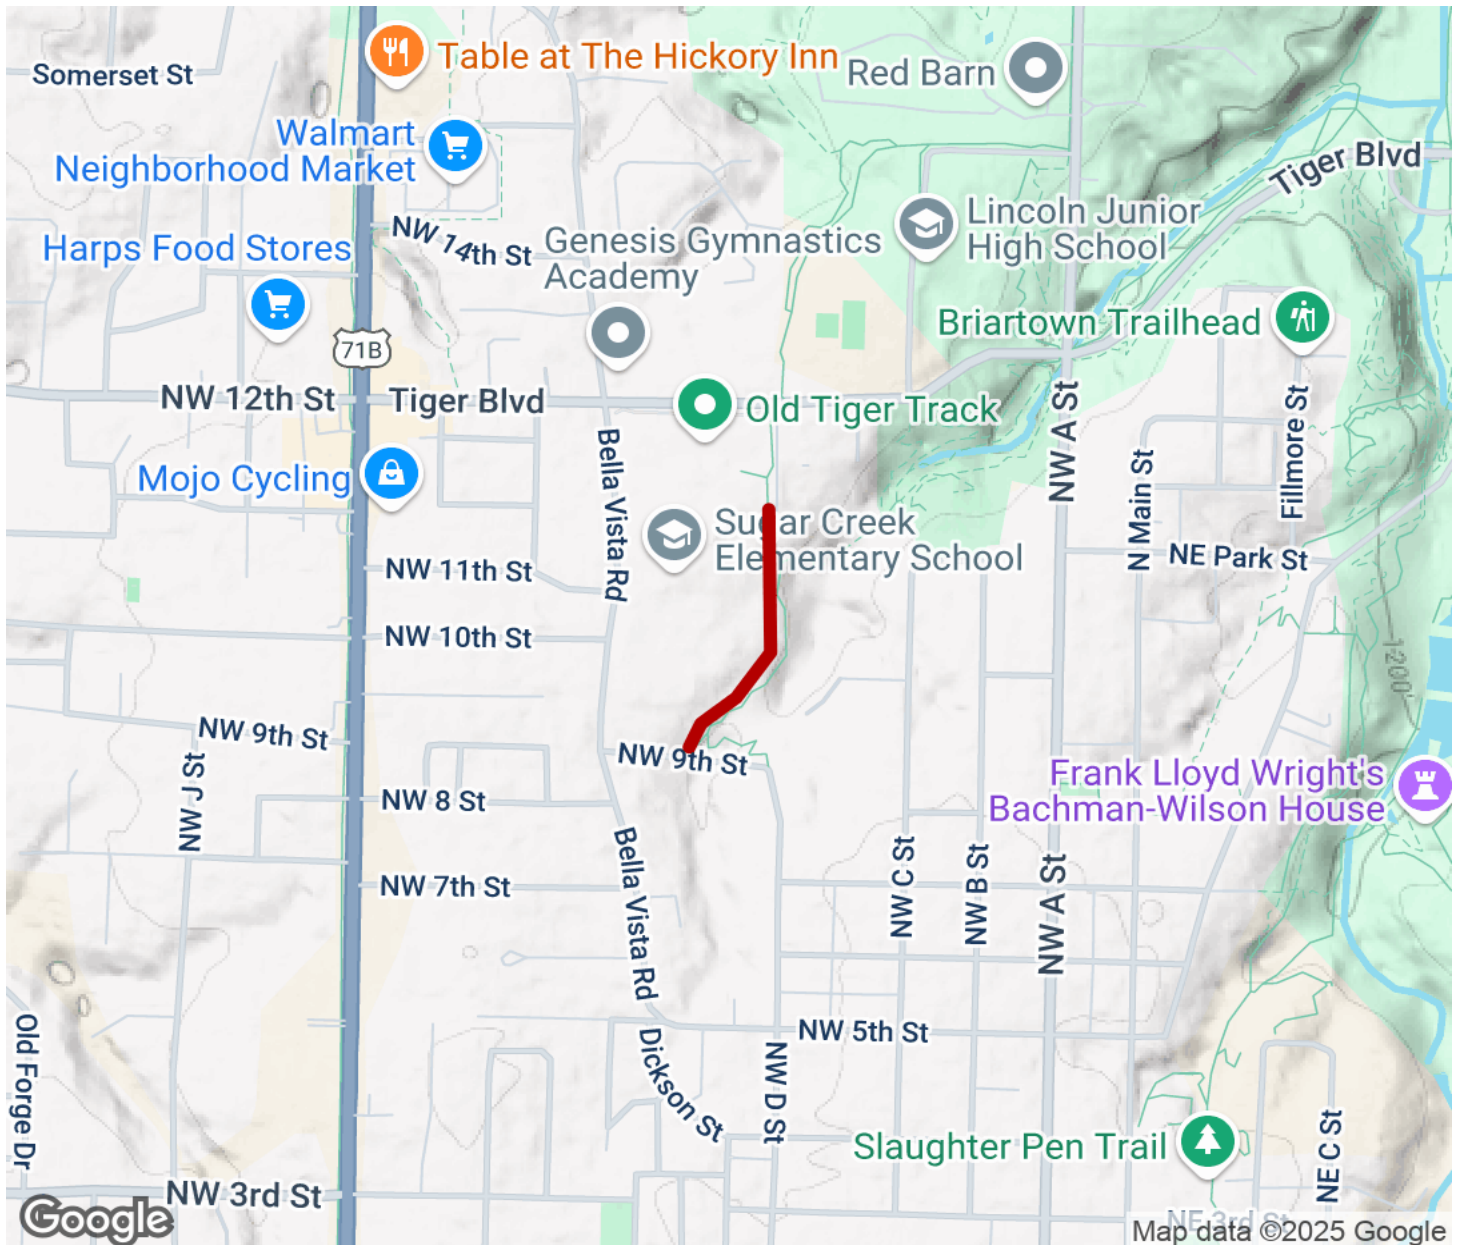 Somerset St
Table at The Hickory Inn
Red Barn
Walmart
Neighborhood Market
Tiger Blvd
Harps Food Stores
NW 14th St
Genesis Gymnastics
Academy
Lincoln Junior
High School
71B
Briartown Trailhead
NW 12th St
Tiger Blvd
Old Tiger Track
NW A St
Fillmore St
Mojo Cycling
Bella Vista Rd
N Main St
Sugar Creek
Elementary School
NW 11th St
NE Park St
NW 10th St
1200'
NW 9th St
NW 9th St
NW J St
NW 8 St
Frank Lloyd Wright's
Bachman-Wilson House
Bella Vista Rd
NW 7th St
NW C St
NW B St
NW A St
Old Forge Dr
Dickson St
NW 5th St
NW D St
Slaughter Pen Trail
NE C St
NW 3rd St
NE 3rd St
Google
Map data ©2025 Google